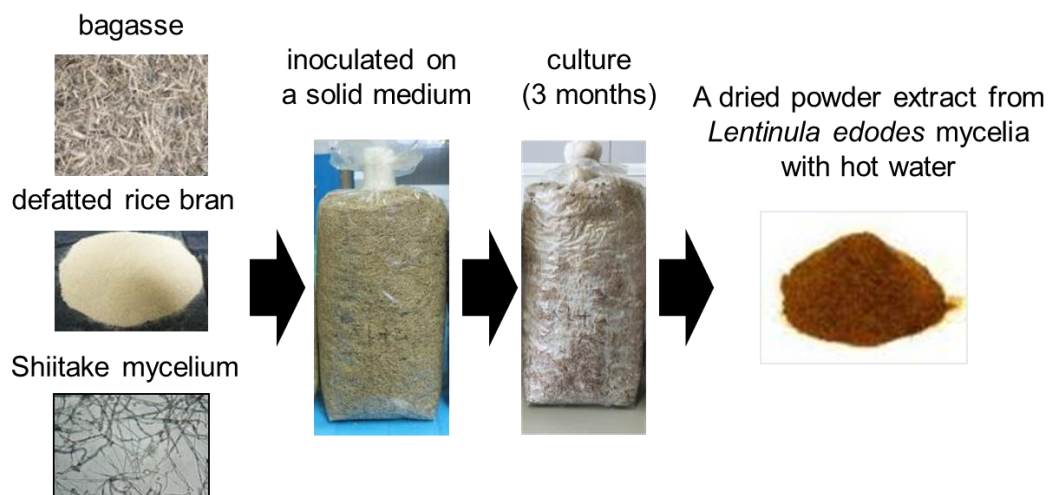 bagasse
defatted rice bran
Shiitake mycelium
inoculated on
a solid medium
culture
(3 months)
A dried powder extract from
Lentinula edodes mycelia
with hot water